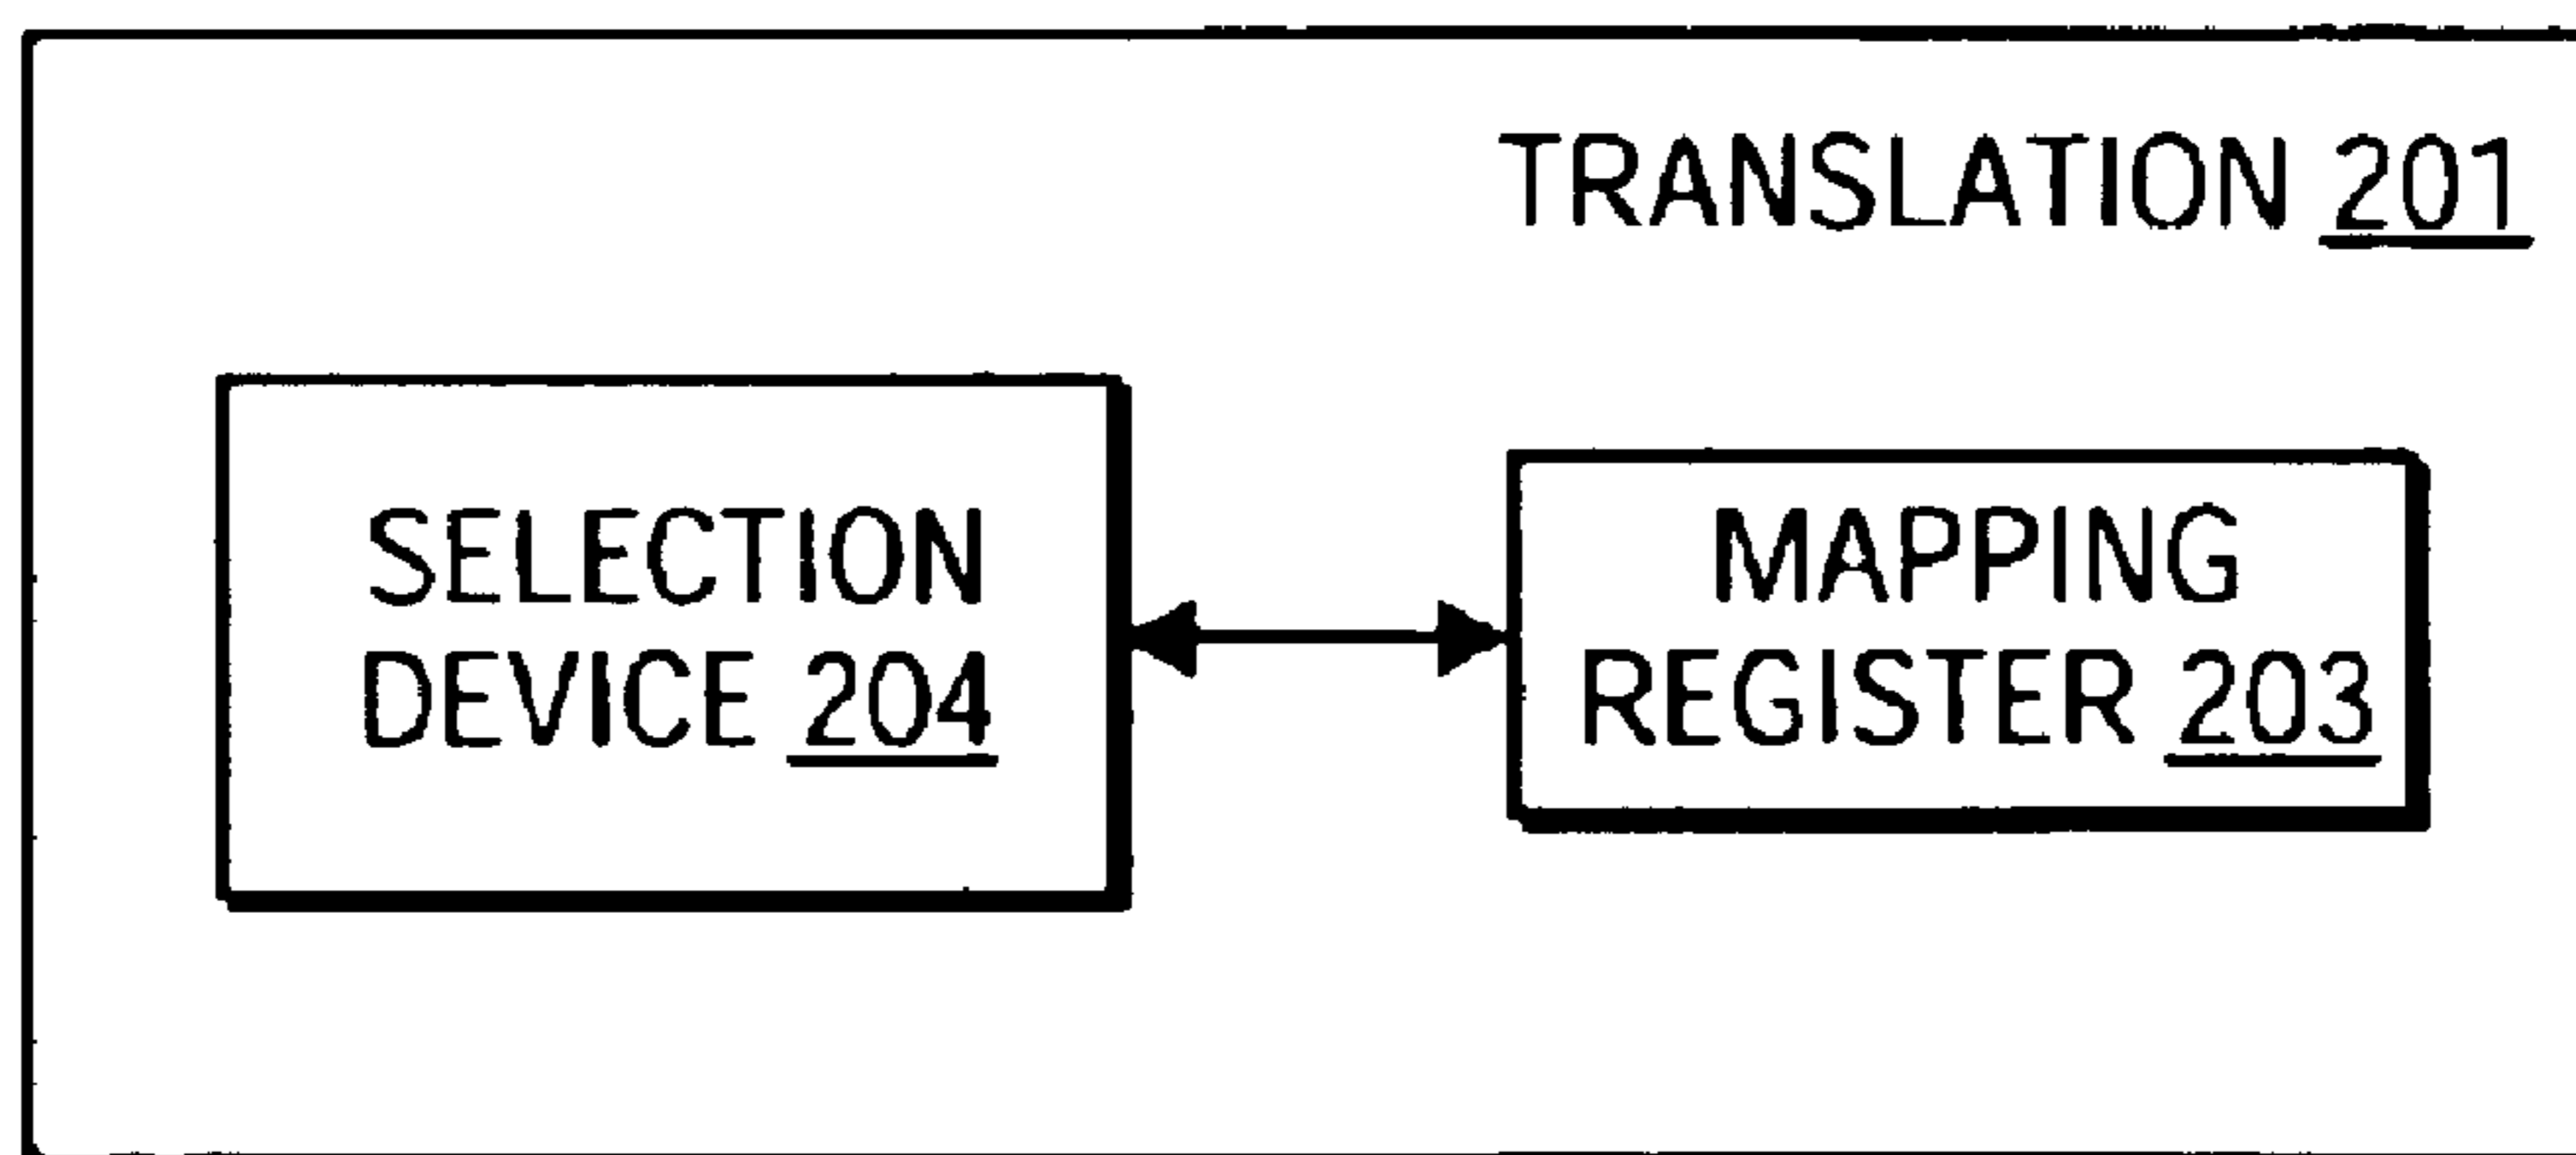 TRANSLATION 201
SELECTION
DEVICE 204
MAPPING
REGISTER 203